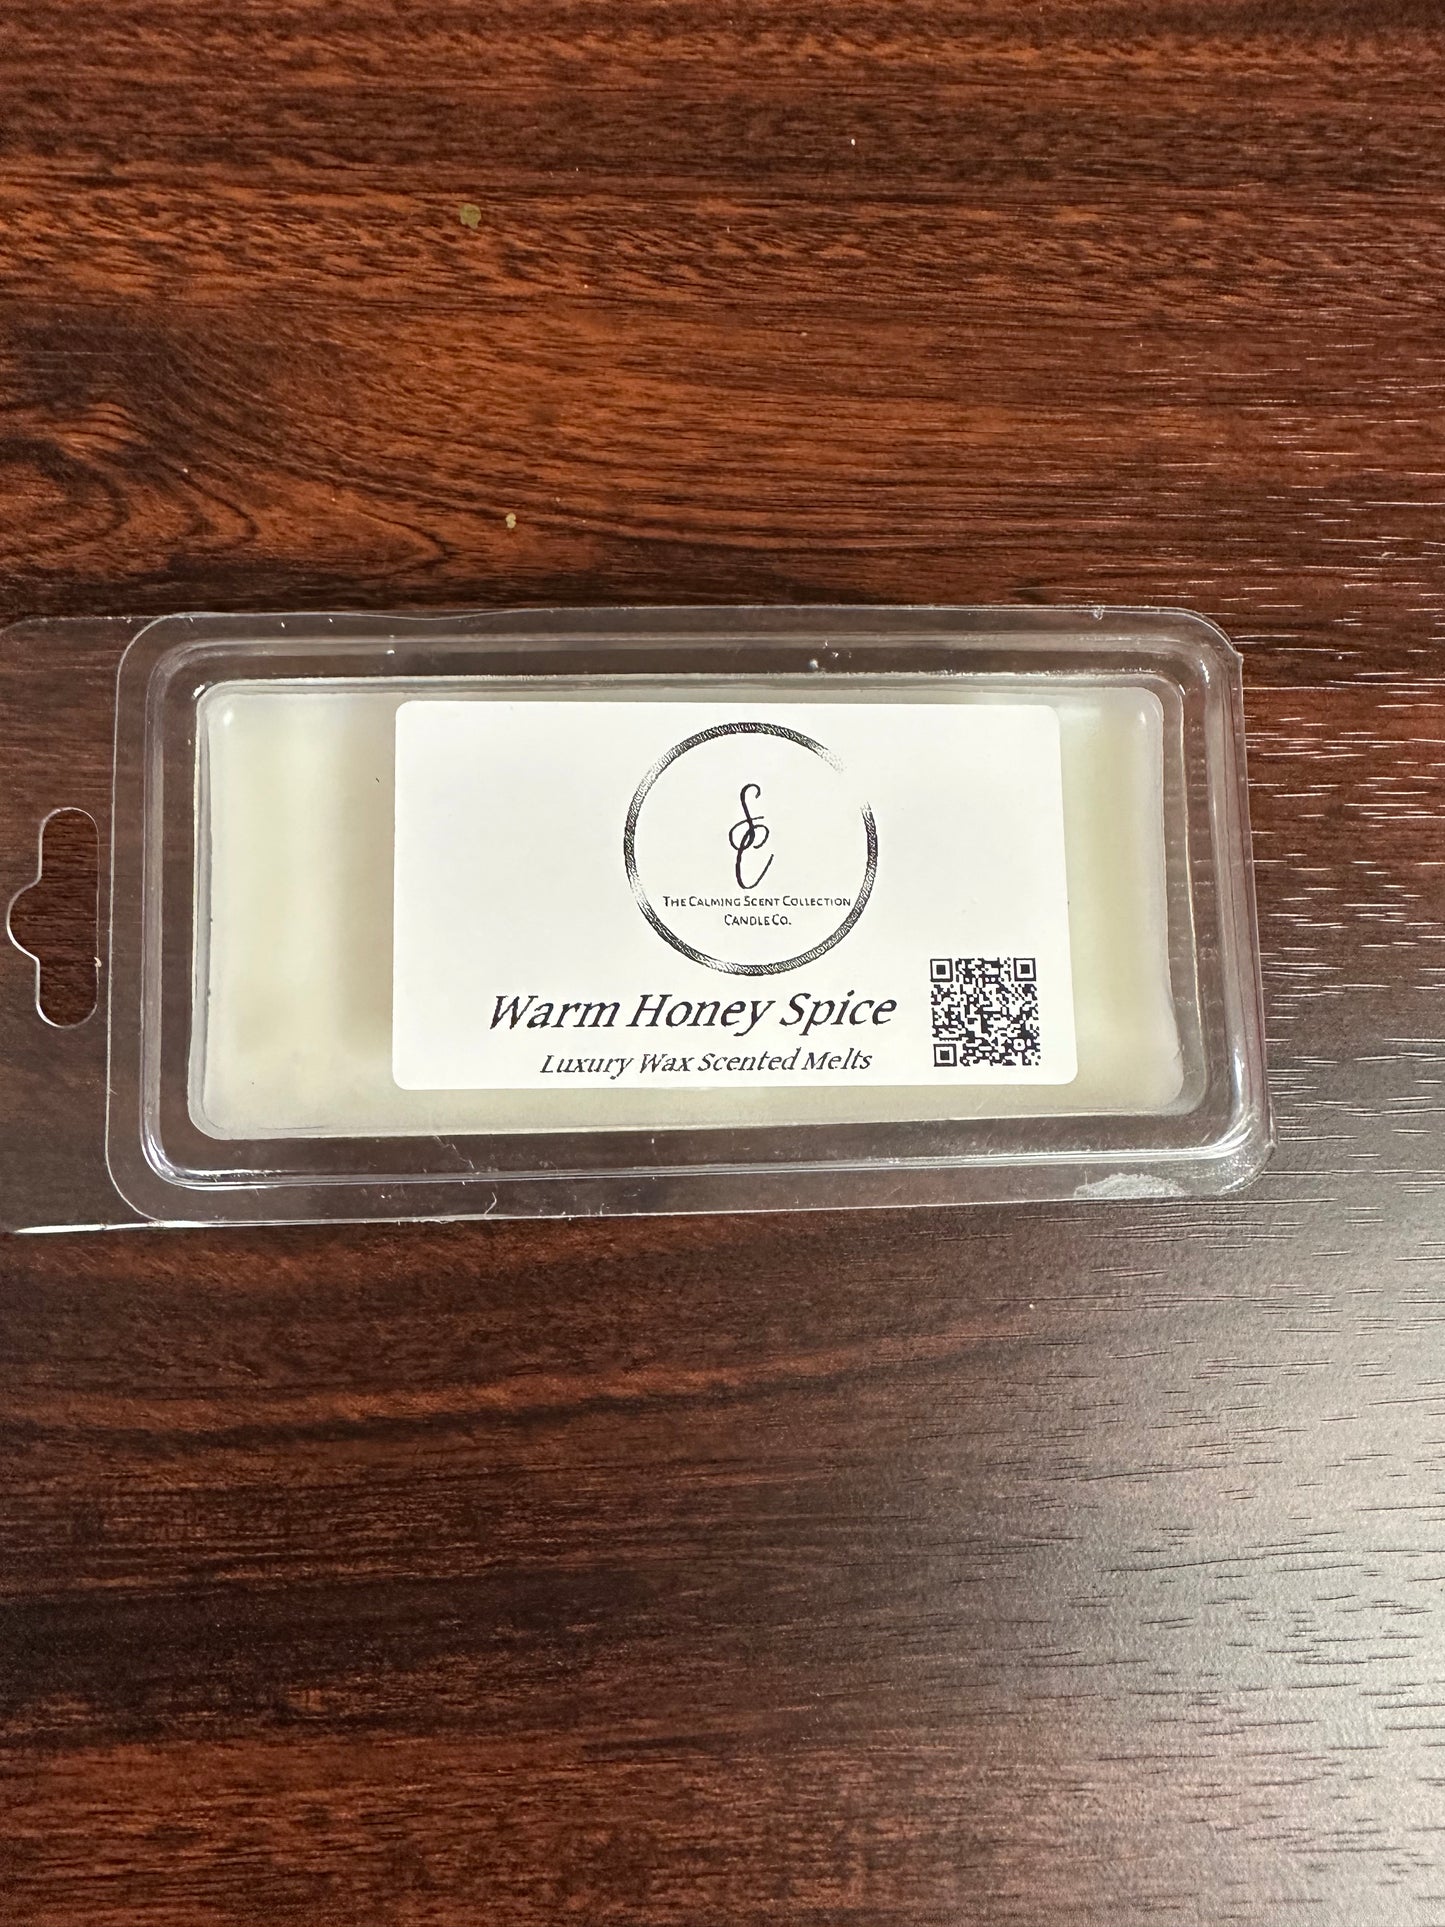 SC
THE CALMING SCENT COLLECTION
CANDLE CO.
Warm Honey Spice
Luxury Wax Scented Melts